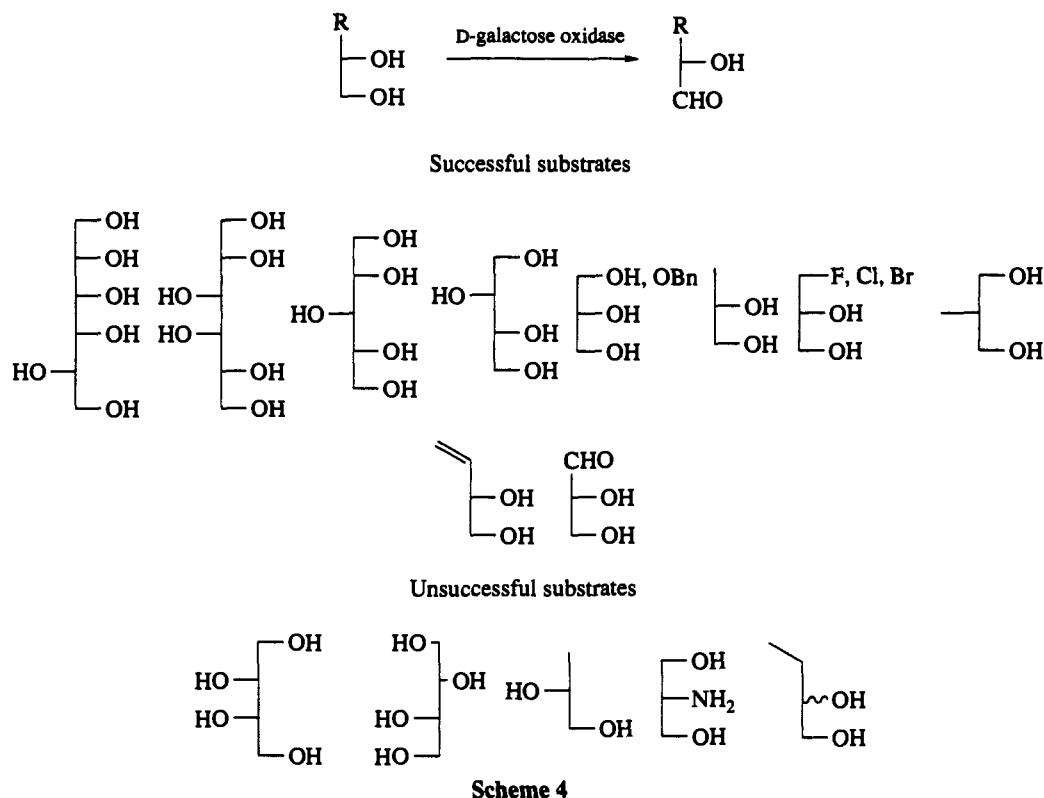 R R
D-galactose oxidase
OH OH
OH CHO
Successful substrates
OH OH OH OH OH, OBn F, Cl, Br OH
OH OH OH HO OH OH OH
OH HO HO OH OH OH OH
HO OH HO OH OH
HO OH OH
OH OH
CHO
OH OH
OH OH
Unsuccessful substrates
OH HO OH
HO OH HO NH2 OH
HO HO OH OH OH
OH HO
Scheme 4